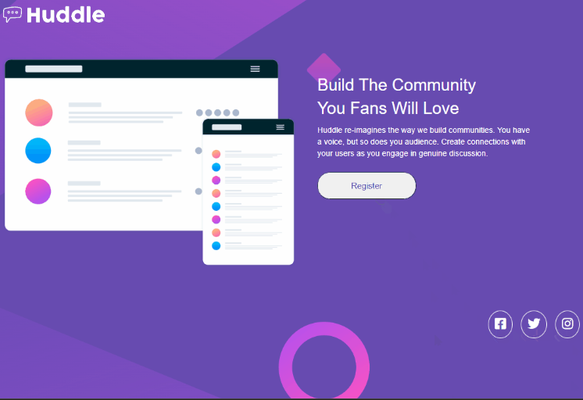 Huddle
Build The Community
You Fans Will Love
Huddle re-imagines the way we build communities. You have
a voice, but so does you audience. Create connections with
your users as you engage in genuine discussion.
Register